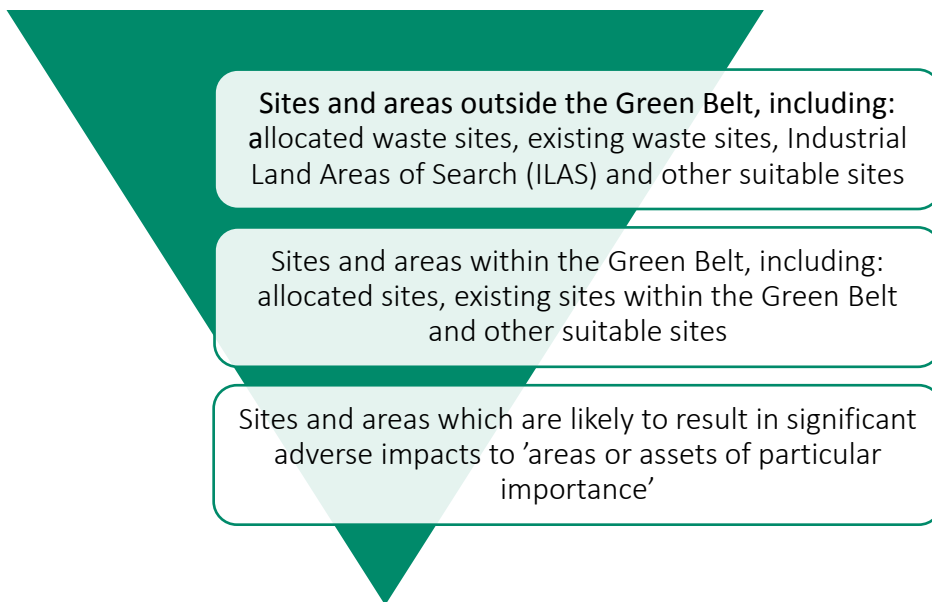 Sites and areas outside the Green Belt, including:
allocated waste sites, existing waste sites, Industrial
Land Areas of Search (ILAS) and other suitable sites
Sites and areas within the Green Belt, including:
allocated sites, existing sites within the Green Belt
and other suitable sites
Sites and areas which are likely to result in significant
adverse impacts to ’areas or assets of particular
importance’